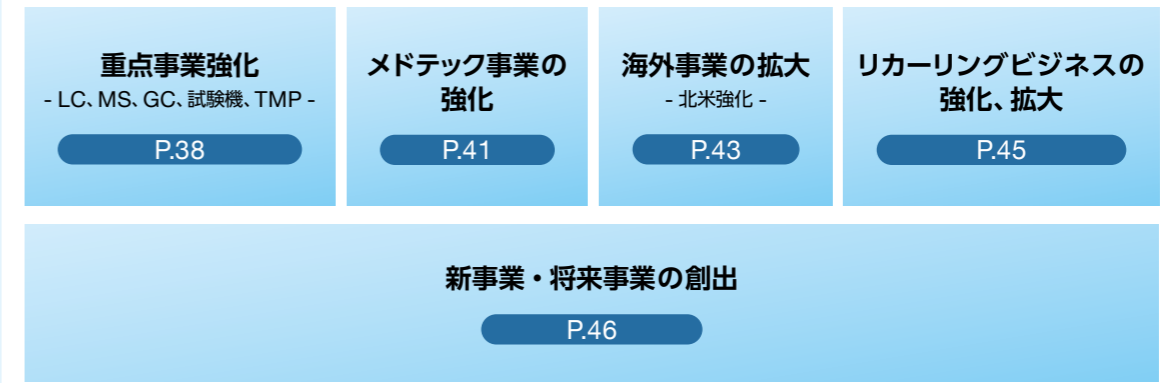 重点事業強化
- LC、MS、GC、試験機、TMP -
P.38
メドテック事業の
強化
P.41
海外事業の拡大
- 北米強化 -
P.43
リカーリングビジネスの
強化、拡大
P.45
新事業・将来事業の創出
P.46